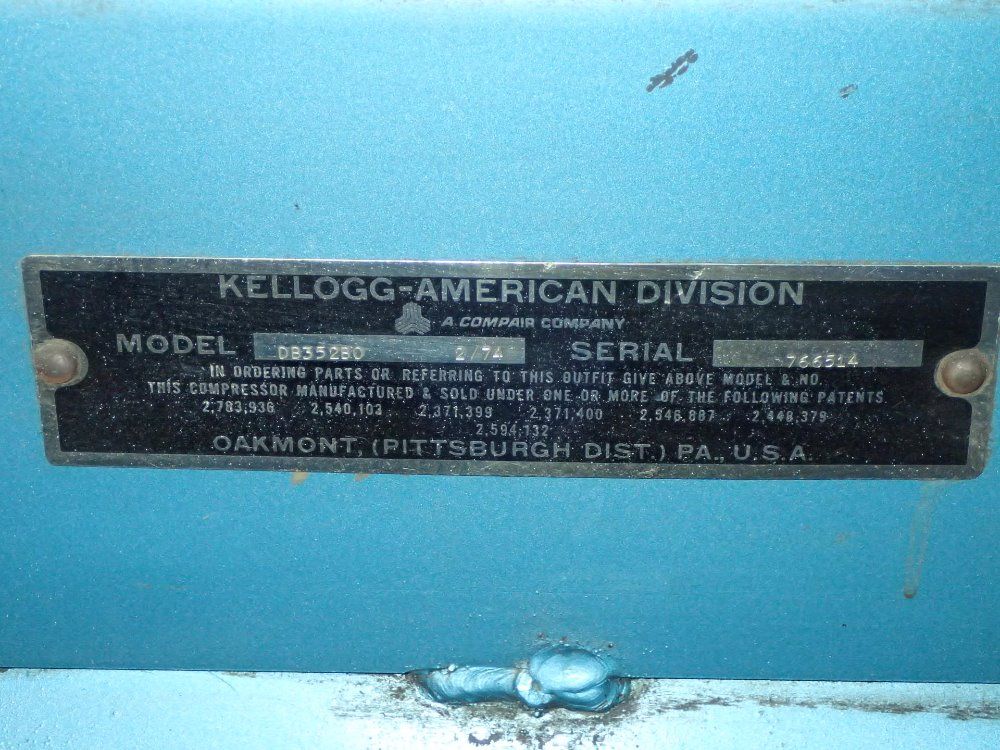 KELLOGG-AMERICAN DIVISION
A COMPAIR COMPANY
MODEL DB352BO 2/74 SERIAL 766514
IN ORDERING PARTS OR REFERRING TO THIS OUTFIT GIVE ABOVE MODEL & NO.
THIS COMPRESSOR MANUFACTURED & SOLD UNDER ONE OR MORE OF THE FOLLOWING PATENTS
2,783,936 2,540,103 2,371,399 2,371,400 2,546,887 2,448,379
2,594,132
OAKMONT, (PITTSBURGH DIST.) PA., U.S.A.